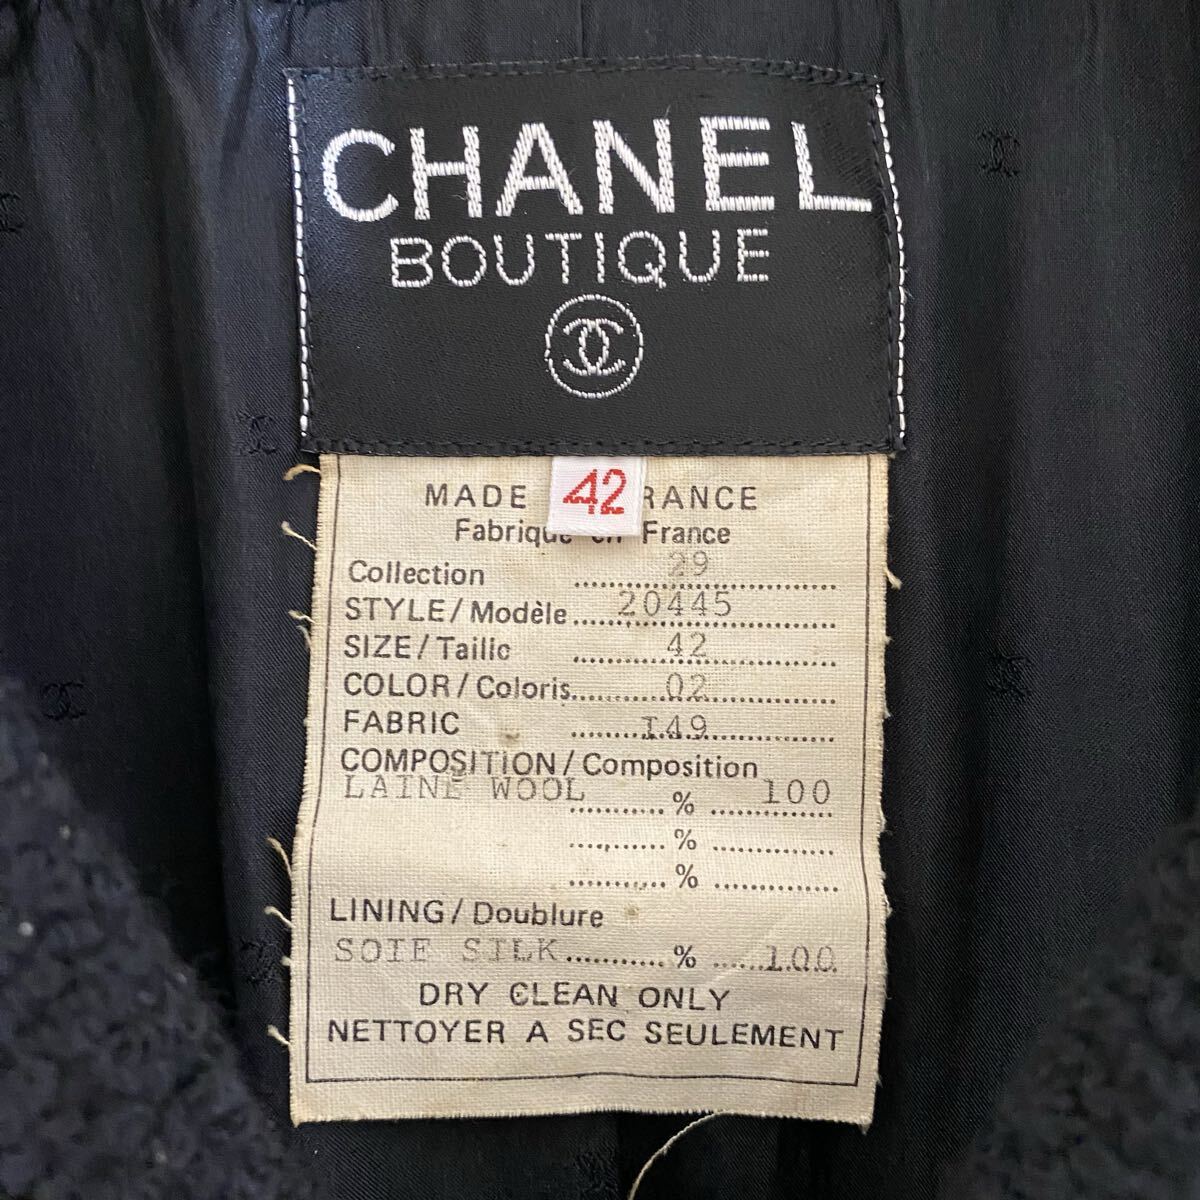 CHANEL
BOUTIQUE
42
MADE RANCE
Fabrique en France
Collection 29
STYLE/Modèle 20445
SIZE/Taille 42
COLOR/Coloris 02
FABRIC 149
COMPOSITION/Composition
LAINE WOOL % 100
%
%
LINING/Doublure
SOIE SILK % 100
DRY CLEAN ONLY
NETTOYER A SEC SEULEMENT